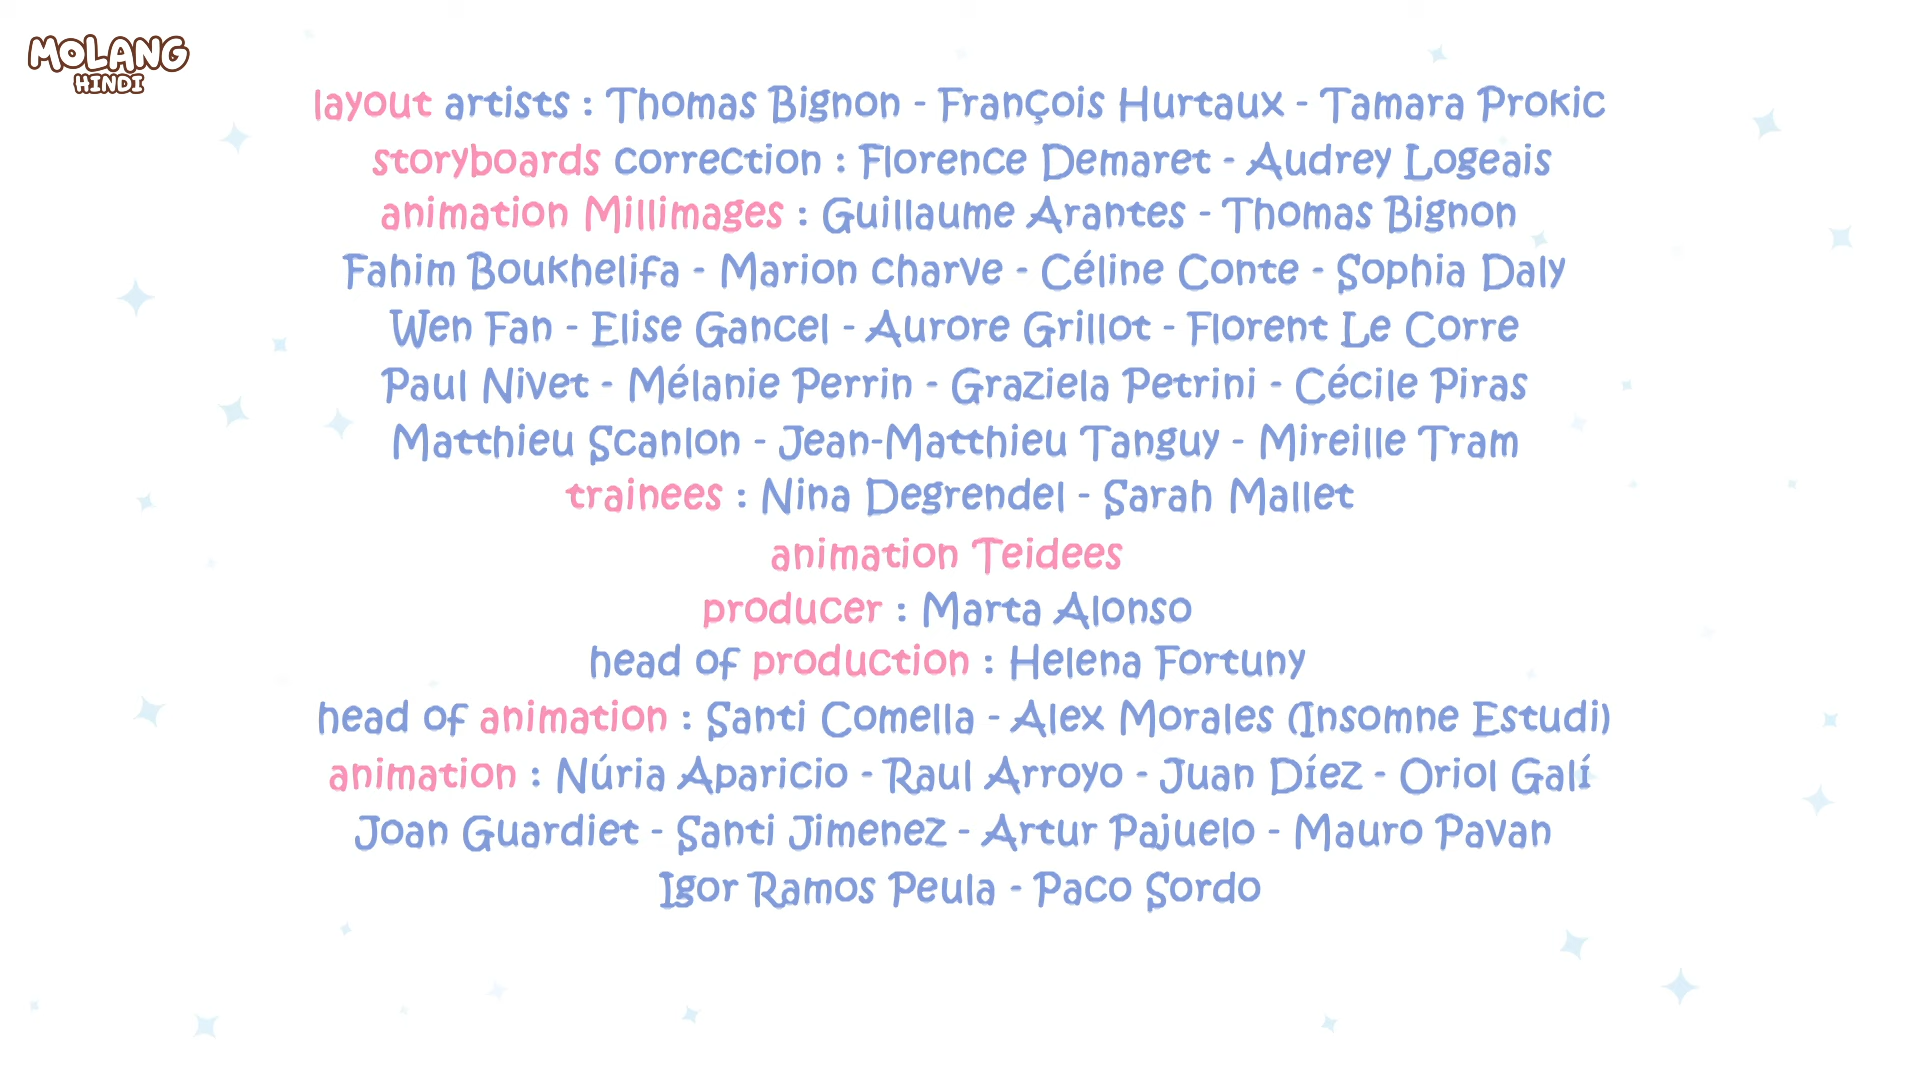 MOLANG
HINDI
layout artists : Thomas Bignon - François Hurtaux - Tamara Prokic
storyboards correction : Florence Demaret - Audrey Logeais
animation Millimages : Guillaume Arantes - Thomas Bignon
Fahim Boukhelifa - Marion charve - Céline Conte - Sophia Daly
Wen Fan - Elise Gancel - Aurore Grillot - Florent Le Corre
Paul Nivet - Mélanie Perrin - Graziela Petrini - Cécile Piras
Matthieu Scanlon - Jean-Matthieu Tanguy - Mireille Tram
trainees : Nina Degrendel - Sarah Mallet
animation Teidees
producer : Marta Alonso
head of production : Helena Fortuny
head of animation : Santi Comella - Alex Morales (Insomne Estudi)
animation : Núria Aparicio - Raul Arroyo - Juan Díez - Oriol Galí
Joan Guardiet - Santi Jimenez - Artur Pajuelo - Mauro Pavan
Igor Ramos Peula - Paco Sordo